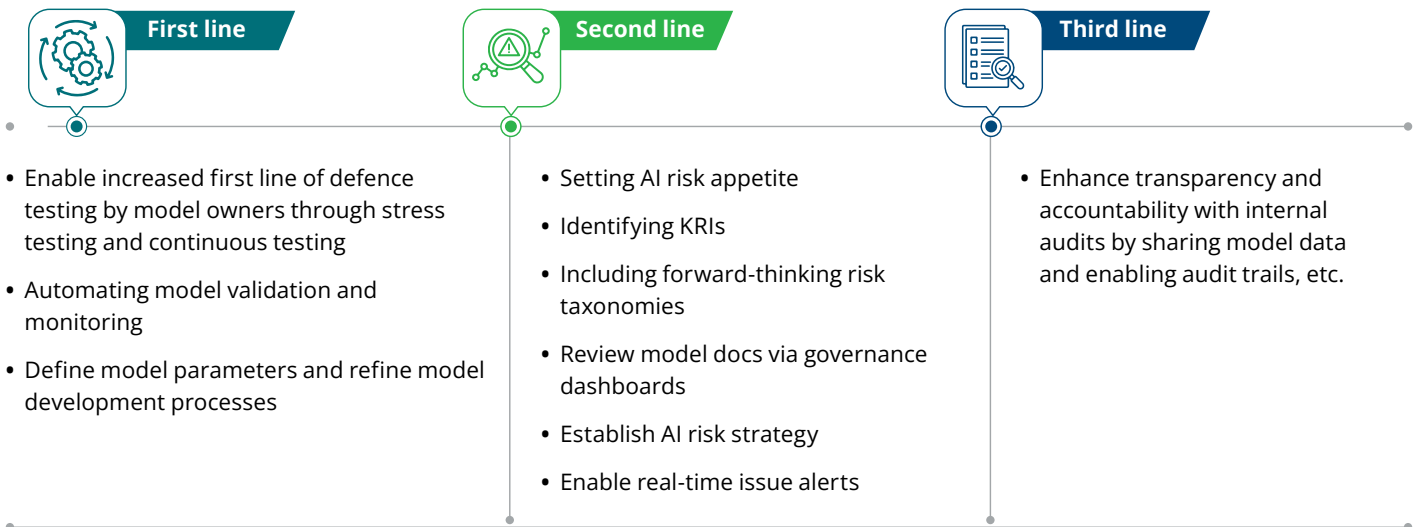 First line
• Enable increased first line of defence
testing by model owners through stress
testing and continuous testing
• Automating model validation and
monitoring
• Define model parameters and refine model
development processes
Second line
• Setting AI risk appetite
• Identifying KRIs
• Including forward-thinking risk
taxonomies
• Review model docs via governance
dashboards
• Establish AI risk strategy
• Enable real-time issue alerts
Third line
• Enhance transparency and
accountability with internal
audits by sharing model data
and enabling audit trails, etc.